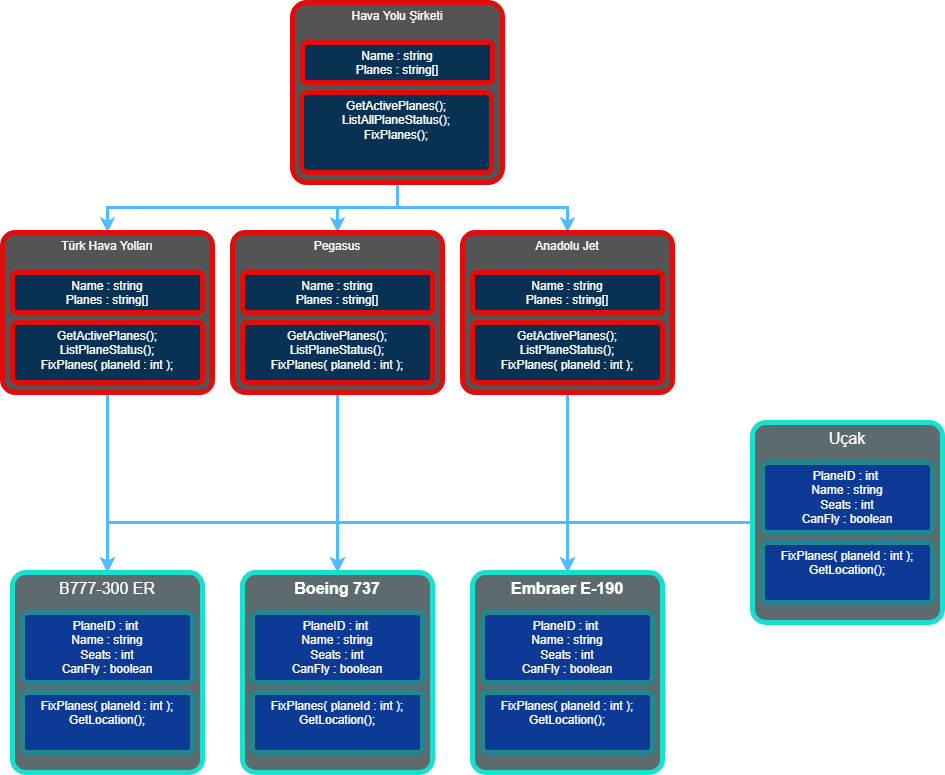 Hava Yolu Şirketi
Name : string
Planes : string[]
GetActivePlanes();
ListAllPlaneStatus();
FixPlanes();
Türk Hava Yolları
Name : string
Planes : string[]
GetActivePlanes();
ListPlaneStatus();
FixPlanes( planeId : int );
Pegasus
Name : string
Planes : string[]
GetActivePlanes();
ListPlaneStatus();
FixPlanes( planeId : int );
Anadolu Jet
Name : string
Planes : string[]
GetActivePlanes();
ListPlaneStatus();
FixPlanes( planeId : int );
Uçak
PlaneID : int
Name : string
Seats : int
CanFly : boolean
FixPlanes( planeId : int );
GetLocation();
B777-300 ER
PlaneID : int
Name : string
Seats : int
CanFly : boolean
FixPlanes( planeId : int );
GetLocation();
Boeing 737
PlaneID : int
Name : string
Seats : int
CanFly : boolean
FixPlanes( planeId : int );
GetLocation();
Embraer E-190
PlaneID : int
Name : string
Seats : int
CanFly : boolean
FixPlanes( planeId : int );
GetLocation();